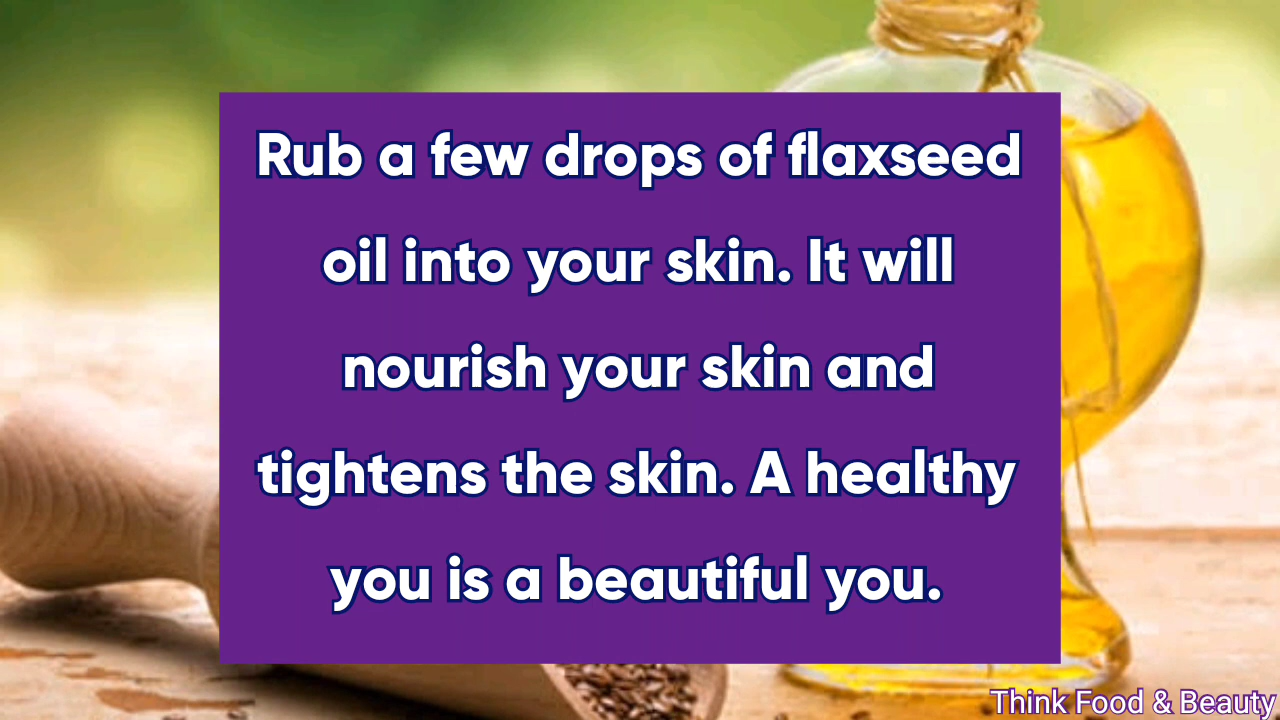 Rub a few drops of flaxseed
oil into your skin. It will
nourish your skin and
tightens the skin. A healthy
you is a beautiful you.
Think Food & Beauty